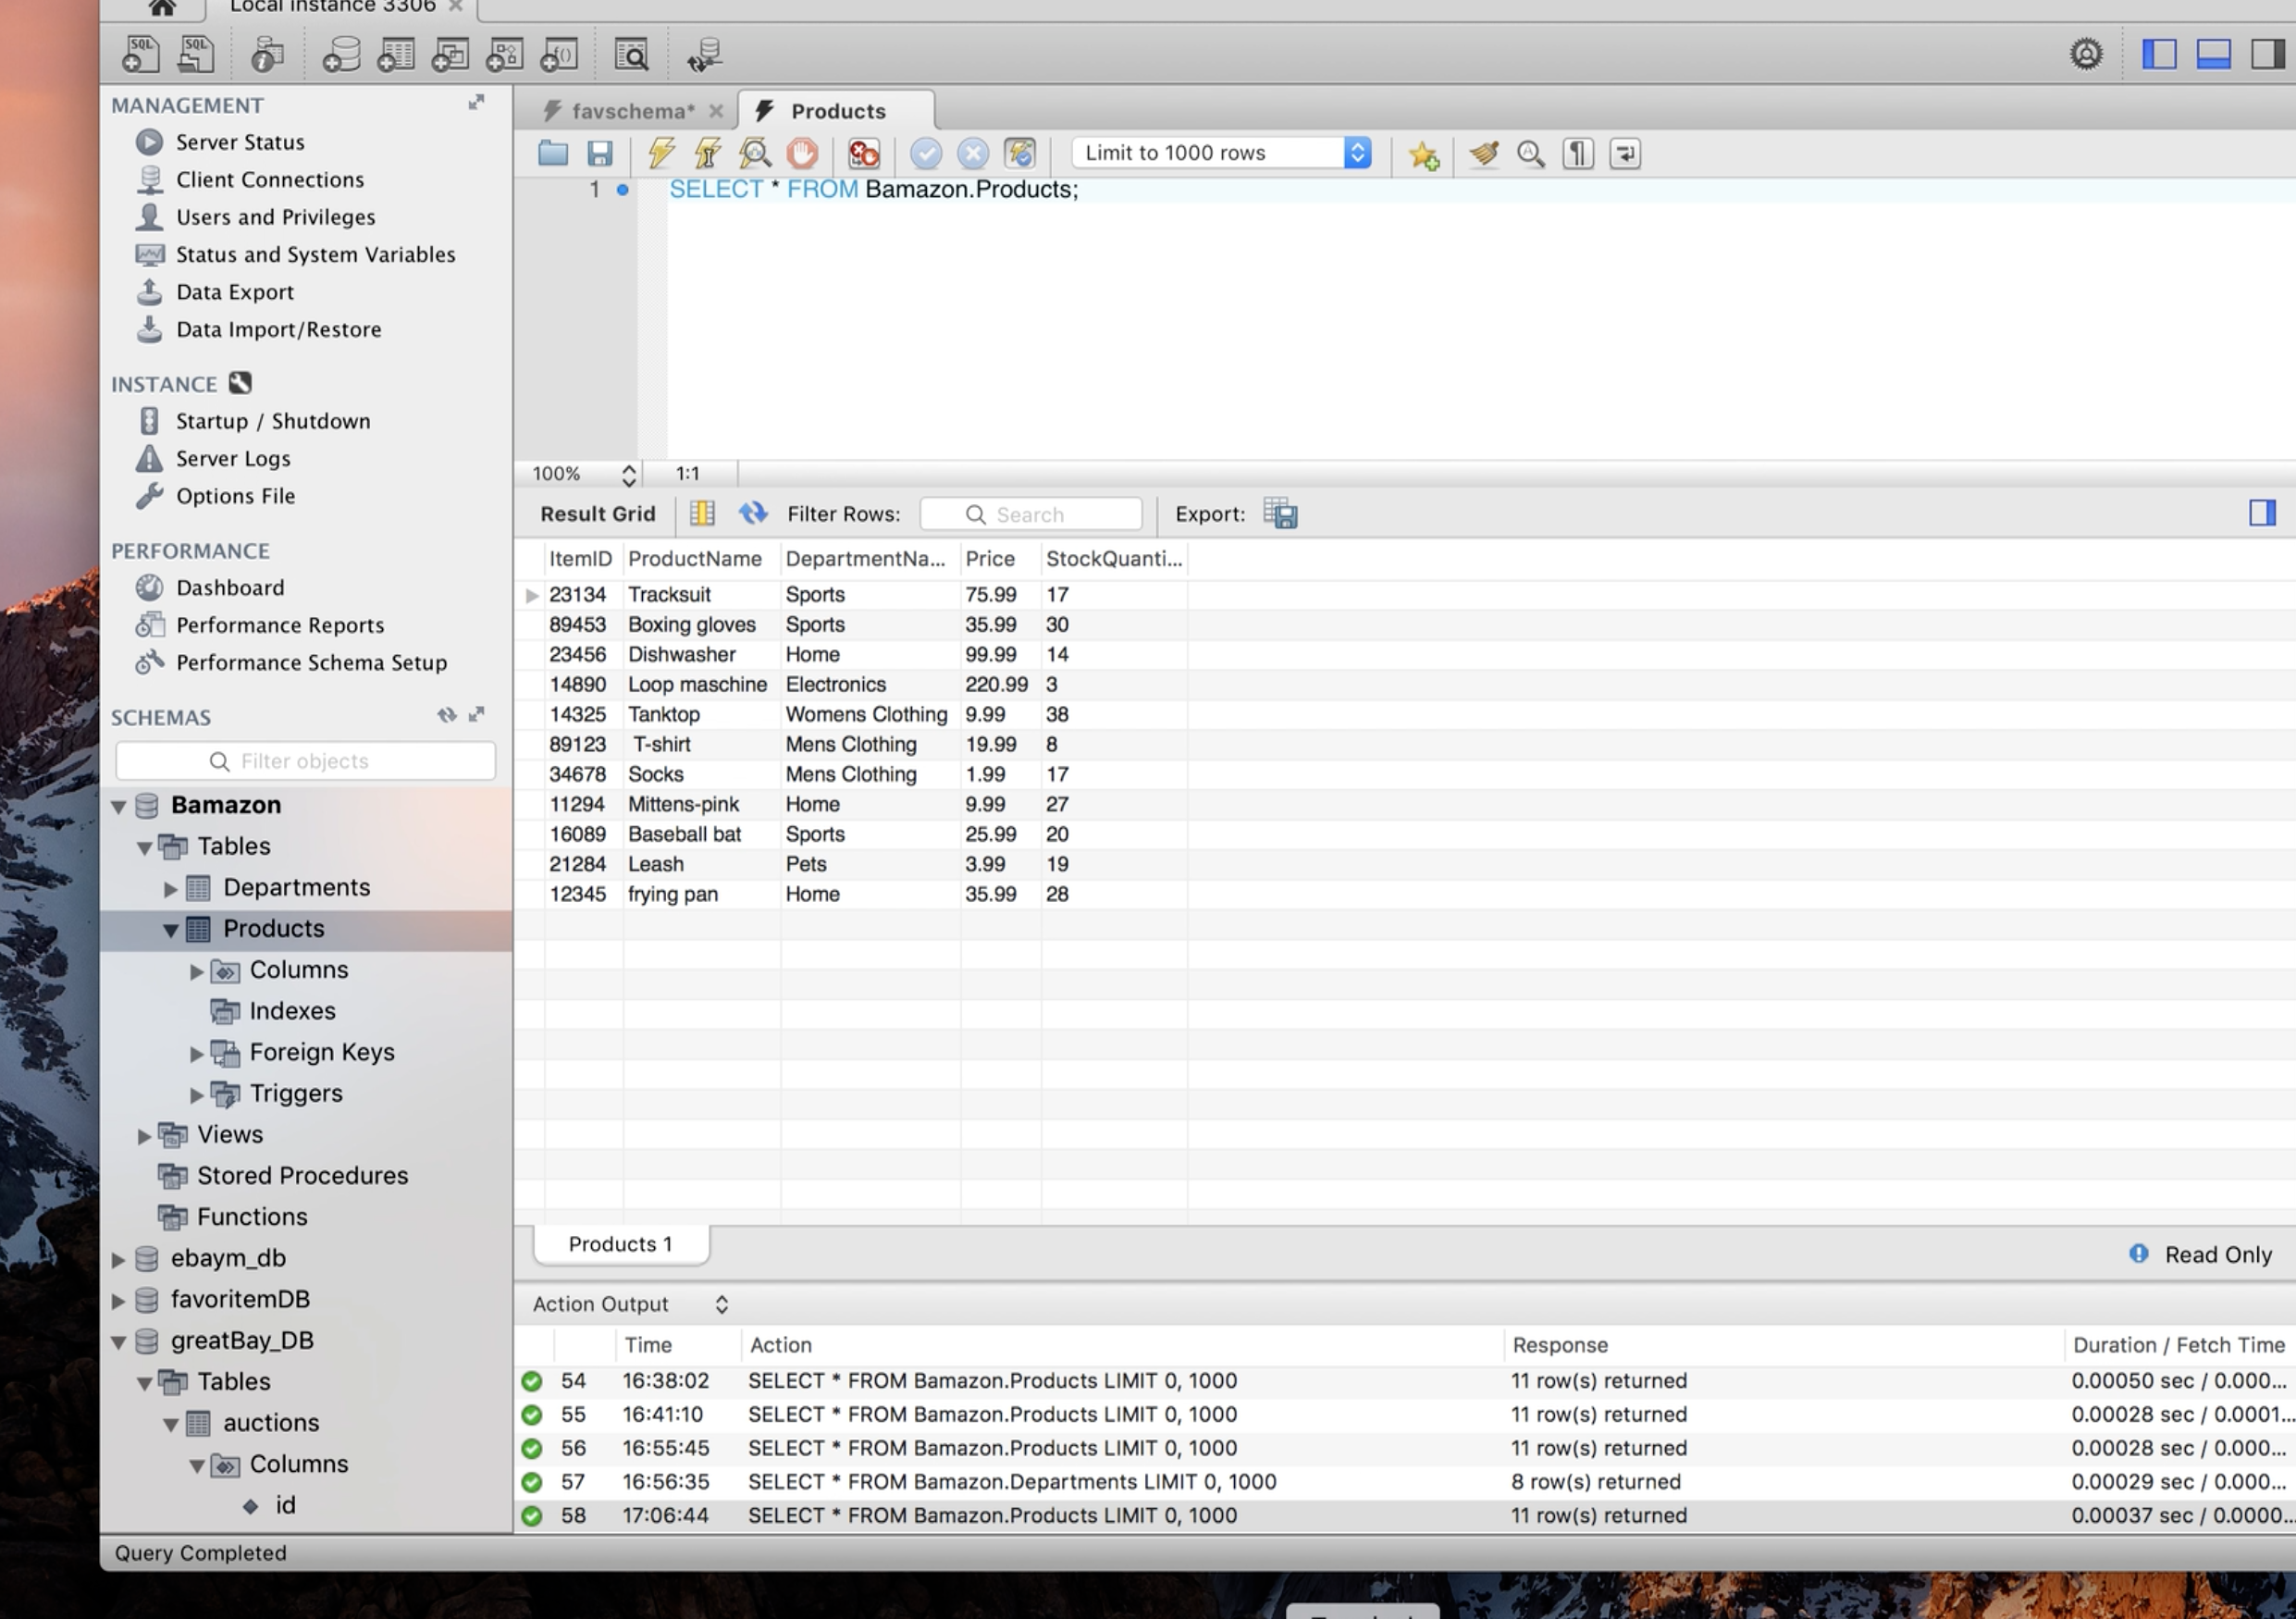 Local instance 3306
MANAGEMENT
Server Status
Client Connections
Users and Privileges
Status and System Variables
Data Export
Data Import/Restore
INSTANCE
Startup / Shutdown
Server Logs
Options File
PERFORMANCE
Dashboard
Performance Reports
Performance Schema Setup
SCHEMAS
Filter objects
Bamazon
Tables
Departments
Products
Columns
Indexes
Foreign Keys
Triggers
Views
Stored Procedures
Functions
ebaym_db
favoritemDB
greatBay_DB
Tables
auctions
Columns
id
SQL SQL
favschema* Products
Limit to 1000 rows
1 SELECT * FROM Bamazon.Products;
100% 1:1
Result Grid Filter Rows: Search Export:
ItemID ProductName DepartmentNa... Price StockQuanti...
23134 Tracksuit Sports 75.99 17
89453 Boxing gloves Sports 35.99 30
23456 Dishwasher Home 99.99 14
14890 Loop maschine Electronics 220.99 3
14325 Tanktop Womens Clothing 9.99 38
89123 T-shirt Mens Clothing 19.99 8
34678 Socks Mens Clothing 1.99 17
11294 Mittens-pink Home 9.99 27
16089 Baseball bat Sports 25.99 20
21284 Leash Pets 3.99 19
12345 frying pan Home 35.99 28
Products 1 Read Only
Action Output
Time Action Response Duration / Fetch Time
54 16:38:02 SELECT * FROM Bamazon.Products LIMIT 0, 1000 11 row(s) returned 0.00050 sec / 0.000...
55 16:41:10 SELECT * FROM Bamazon.Products LIMIT 0, 1000 11 row(s) returned 0.00028 sec / 0.0001...
56 16:55:45 SELECT * FROM Bamazon.Products LIMIT 0, 1000 11 row(s) returned 0.00028 sec / 0.000...
57 16:56:35 SELECT * FROM Bamazon.Departments LIMIT 0, 1000 8 row(s) returned 0.00029 sec / 0.000...
58 17:06:44 SELECT * FROM Bamazon.Products LIMIT 0, 1000 11 row(s) returned 0.00037 sec / 0.0000...
Query Completed